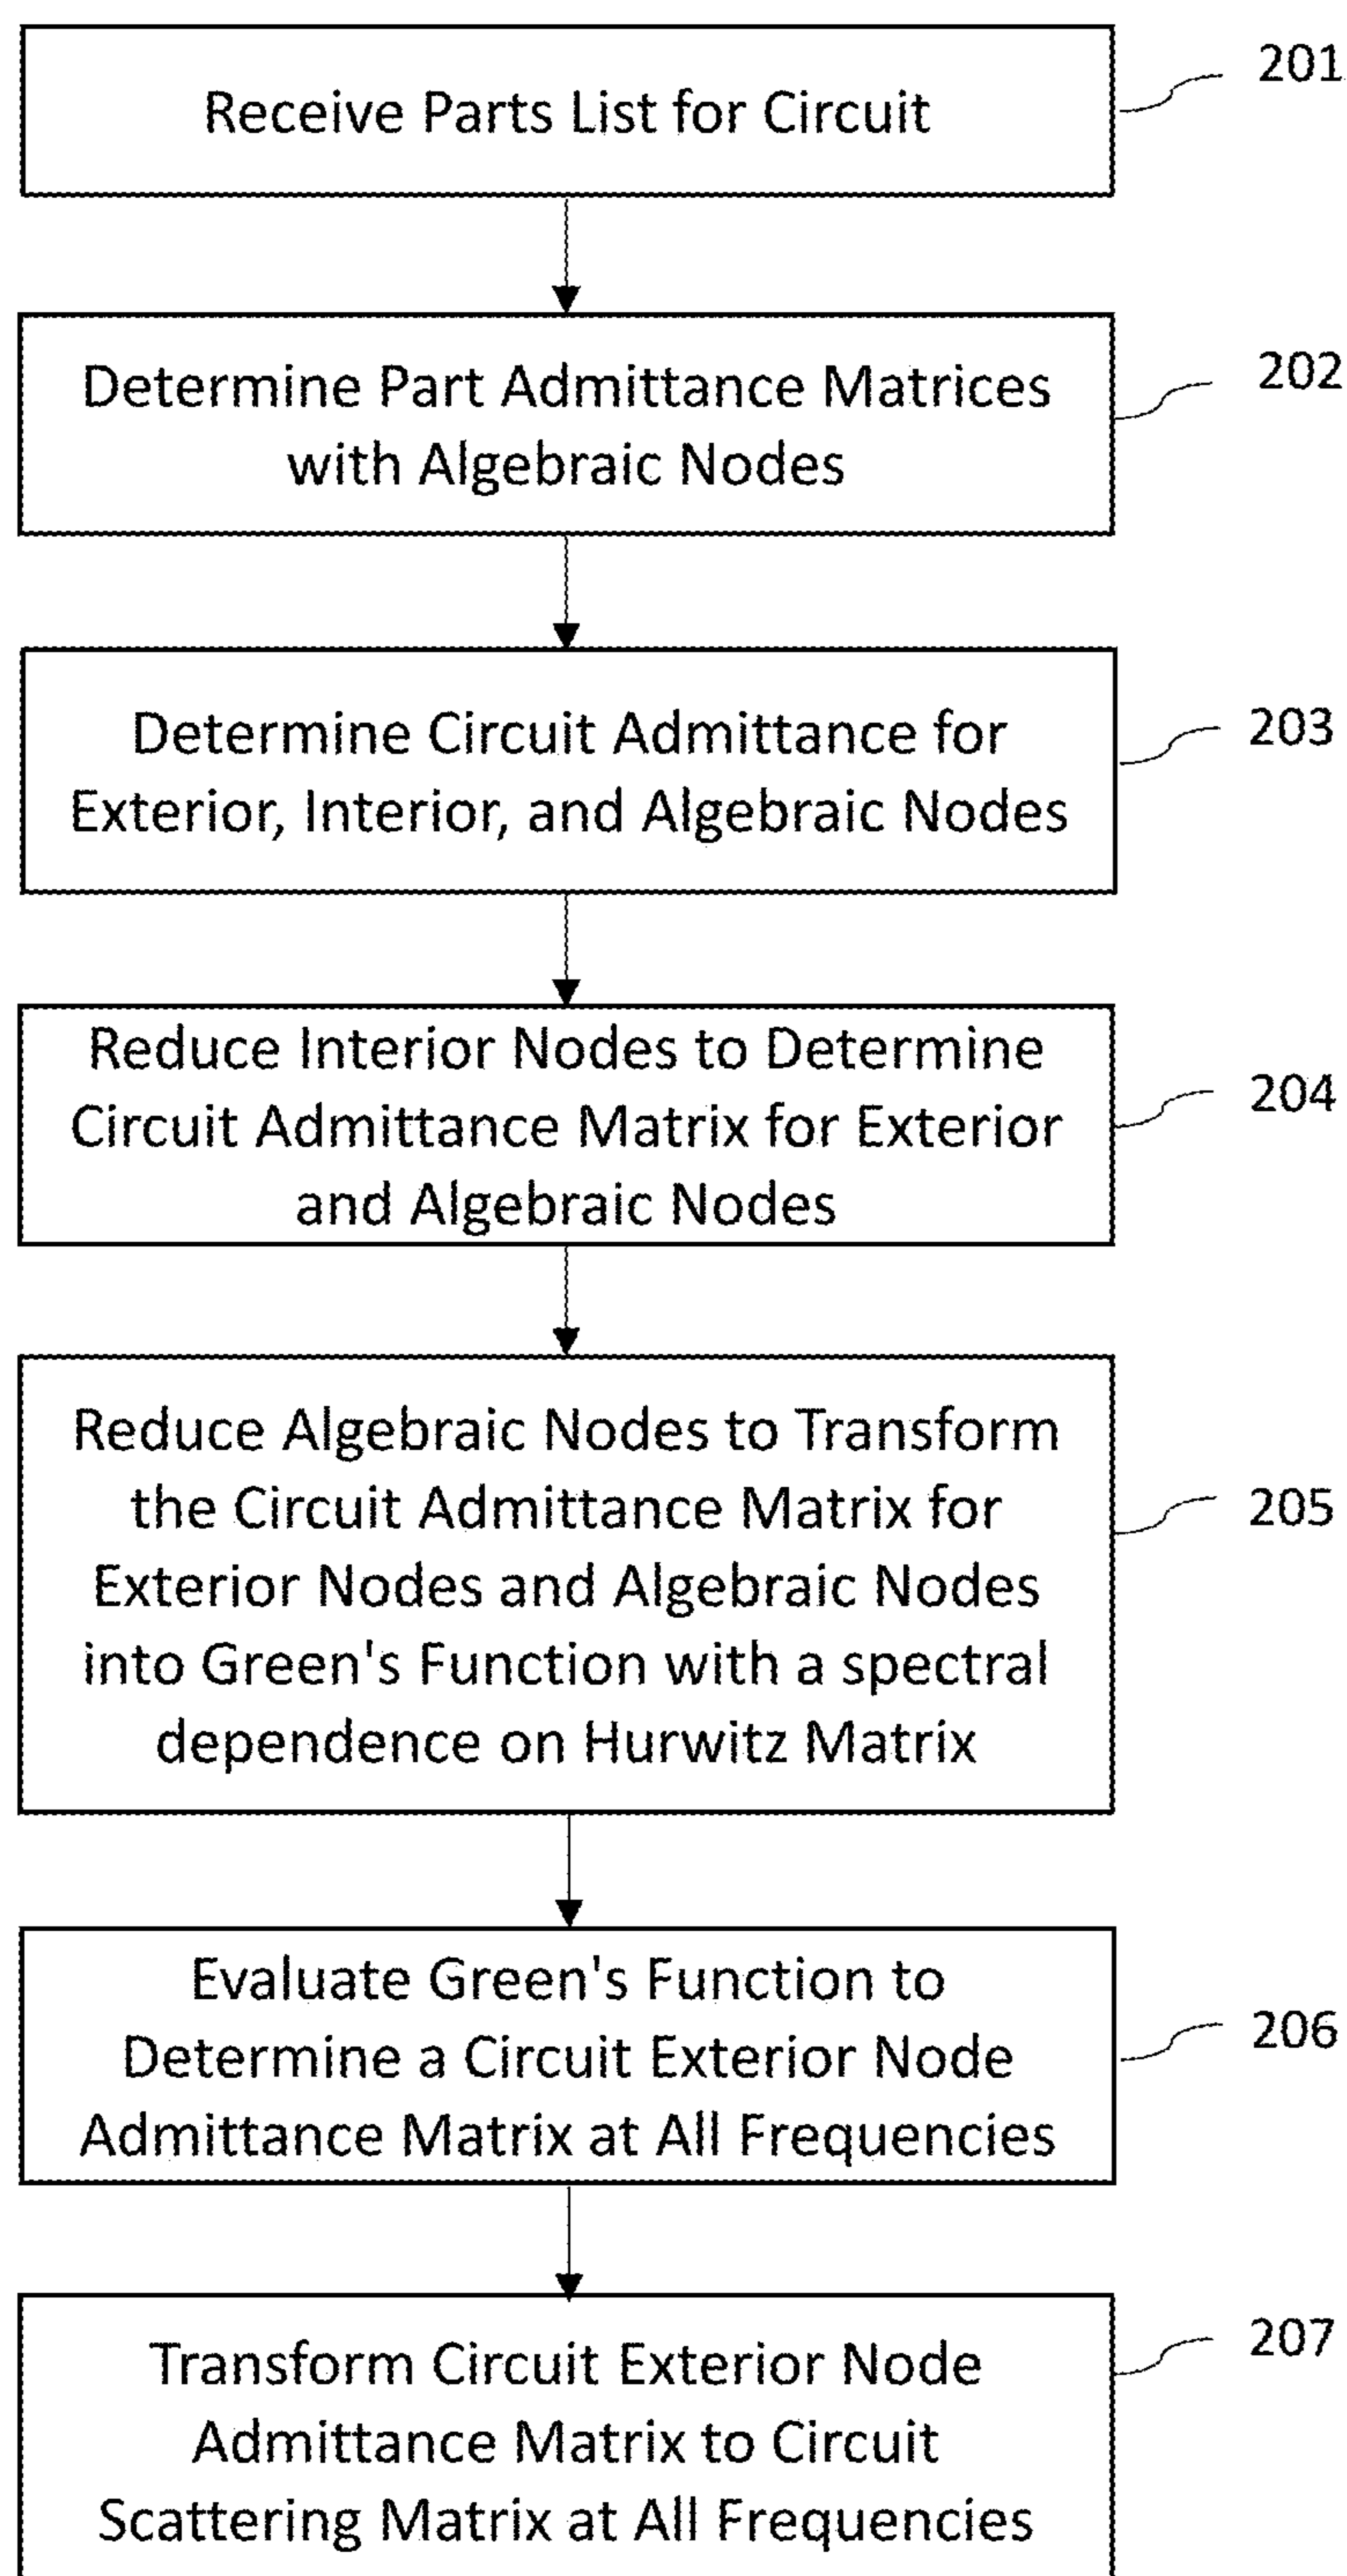 Receive Parts List for Circuit
201
Determine Part Admittance Matrices
with Algebraic Nodes
202
Determine Circuit Admittance for
Exterior, Interior, and Algebraic Nodes
203
Reduce Interior Nodes to Determine
Circuit Admittance Matrix for Exterior
and Algebraic Nodes
204
Reduce Algebraic Nodes to Transform
the Circuit Admittance Matrix for
Exterior Nodes and Algebraic Nodes
into Green's Function with a spectral
dependence on Hurwitz Matrix
205
Evaluate Green's Function to
Determine a Circuit Exterior Node
Admittance Matrix at All Frequencies
206
Transform Circuit Exterior Node
Admittance Matrix to Circuit
Scattering Matrix at All Frequencies
207